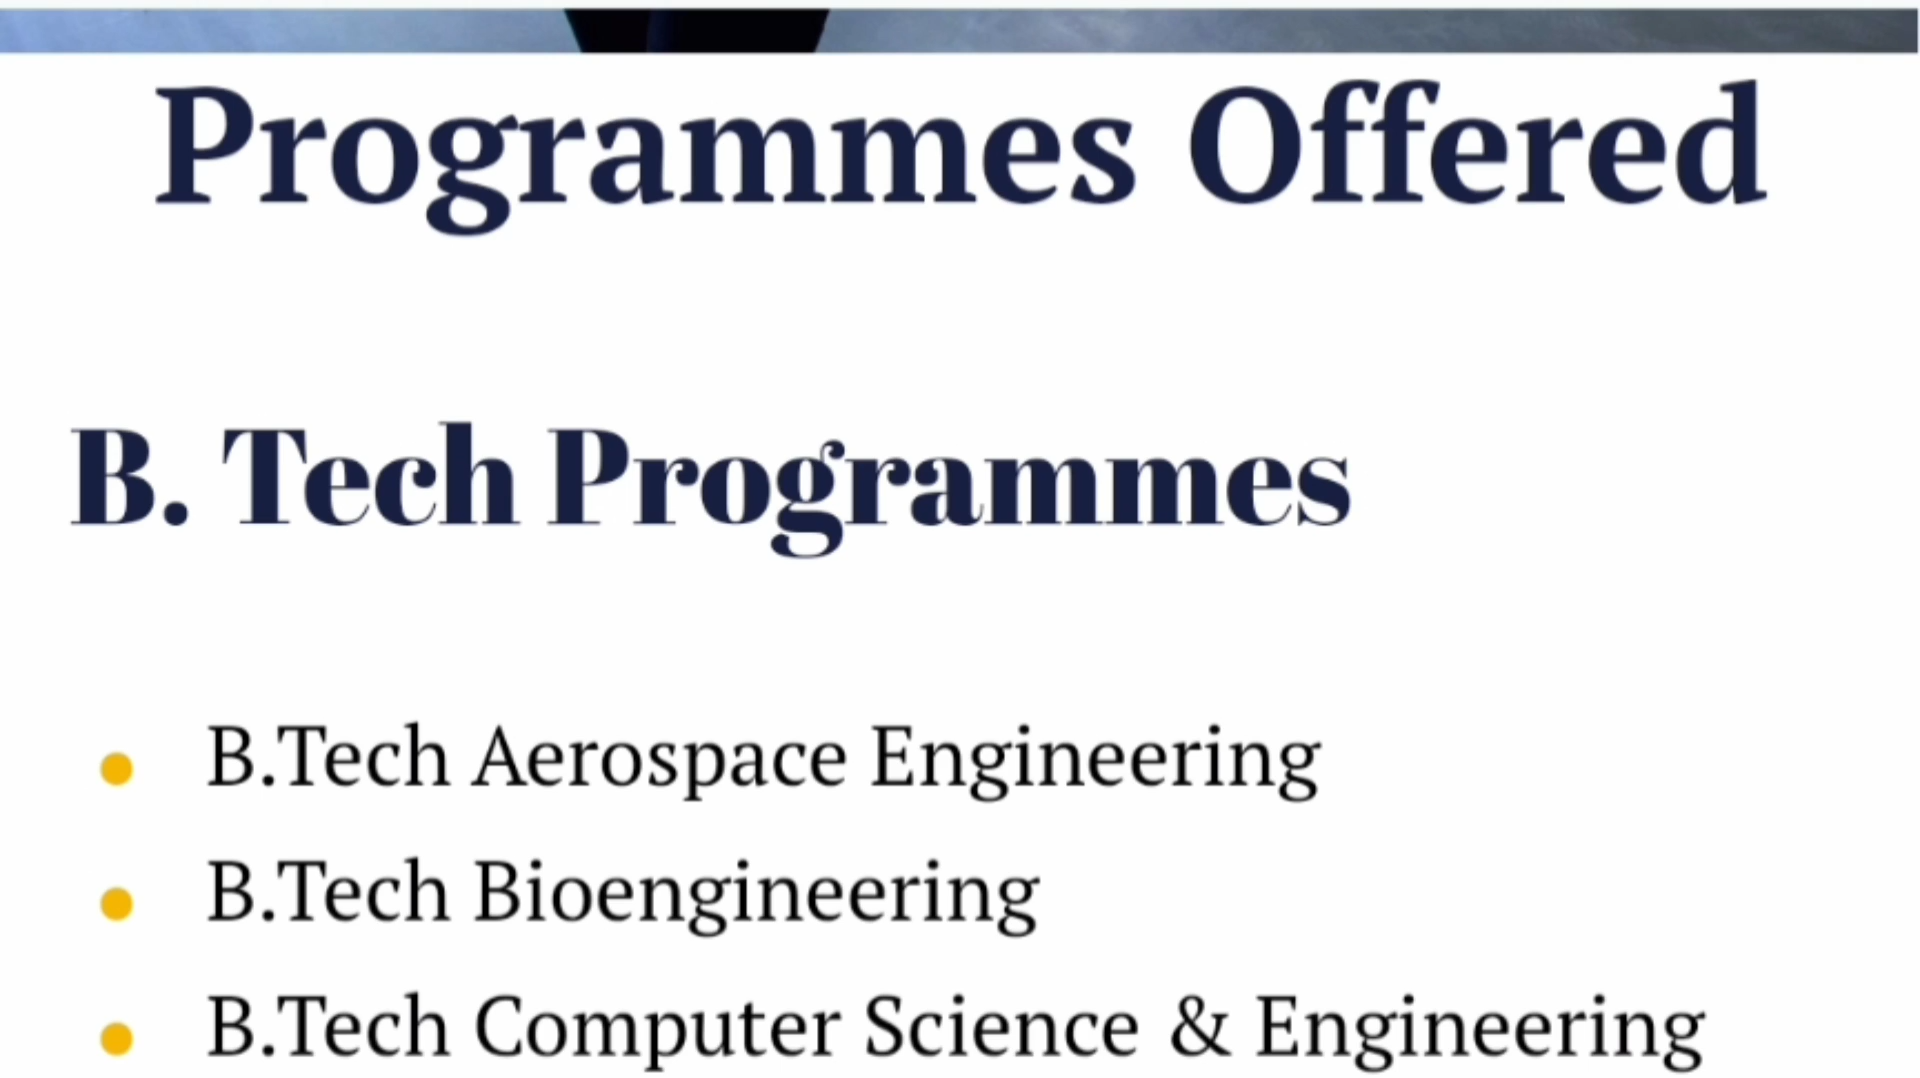 Programmes Offered
B. Tech Programmes
B.Tech Aerospace Engineering
B.Tech Bioengineering
B.Tech Computer Science & Engineering